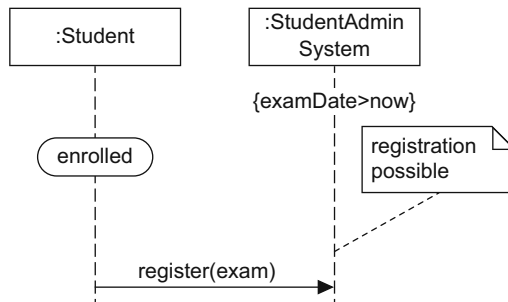 :Student
:StudentAdmin
System
{examDate>now}
enrolled
registration
possible
register(exam)